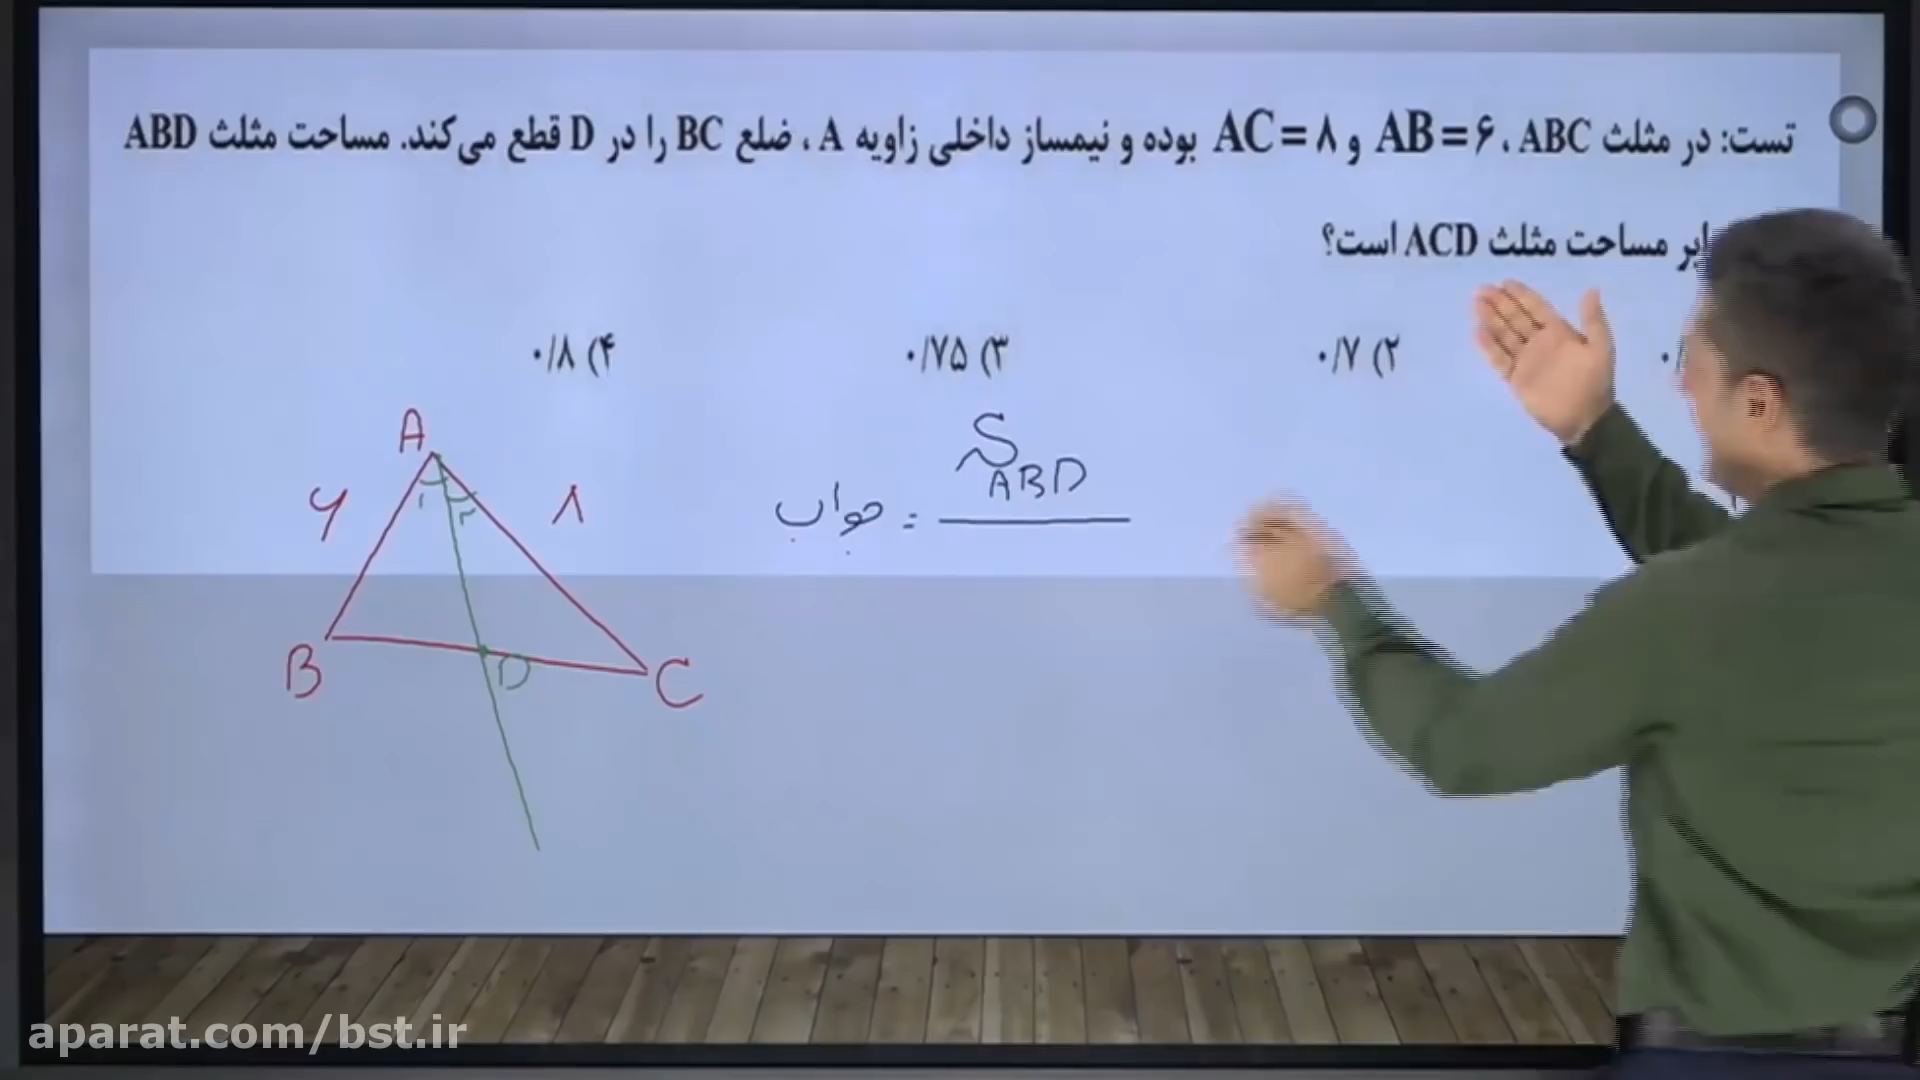 تست: در مثلث ABC، AB=۶ و AC=۸ بوده و نیمساز داخلی زاویه A، ضلع BC را در D قطع می‌کند. مساحت مثلث ABD
مساحت مثلث ACD است؟
۲) ۰/۷ ۳) ۰/۷۵ ۴) ۰/۸
A
۶ ۸
۱ ۲
B D C
جواب = S ABD
aparat.com/bst.ir